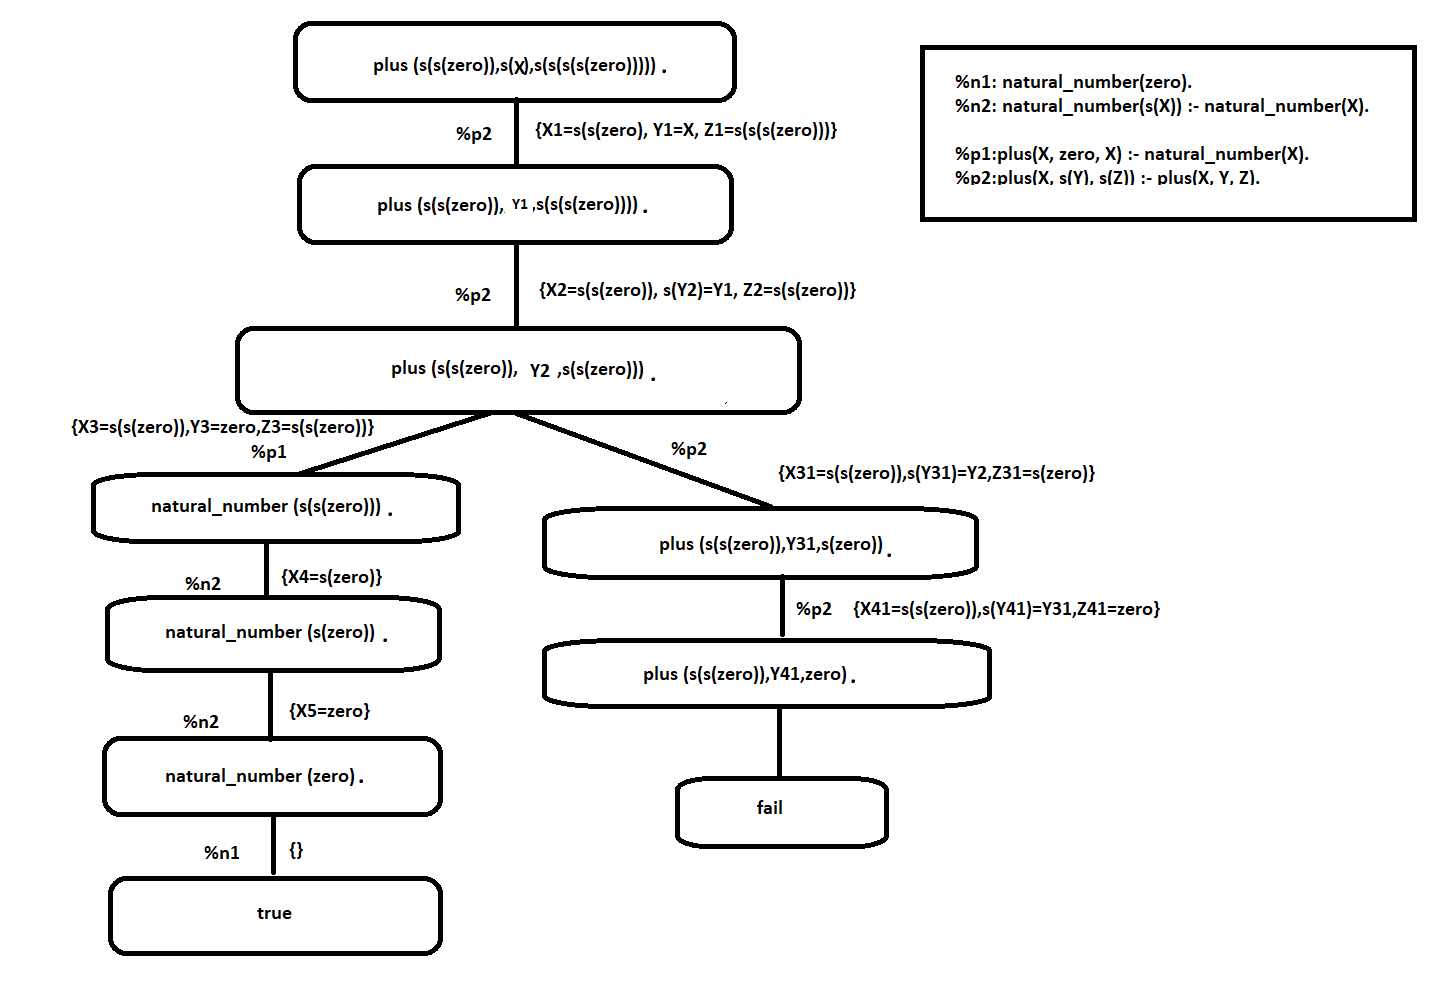 plus (s(s(zero)),s(X),s(s(s(s(zero))))) .
%n1: natural_number(zero).
%n2: natural_number(s(X)) :- natural_number(X).
%p1:plus(X, zero, X) :- natural_number(X).
%p2:plus(X, s(Y), s(Z)) :- plus(X, Y, Z).
%p2 {X1=s(s(zero), Y1=X, Z1=s(s(s(zero)))}
plus (s(s(zero)), Y1 ,s(s(s(zero)))) .
%p2 {X2=s(s(zero)), s(Y2)=Y1, Z2=s(s(zero))}
plus (s(s(zero)), Y2 ,s(s(zero))) .
{X3=s(s(zero)),Y3=zero,Z3=s(s(zero))}
%p1
%p2
{X31=s(s(zero)),s(Y31)=Y2,Z31=s(zero)}
natural_number (s(s(zero))) .
plus (s(s(zero)),Y31,s(zero)) .
%n2 {X4=s(zero)}
%p2 {X41=s(s(zero)),s(Y41)=Y31,Z41=zero}
natural_number (s(zero)) .
plus (s(s(zero)),Y41,zero) .
%n2 {X5=zero}
natural_number (zero) .
fail
%n1 {}
true